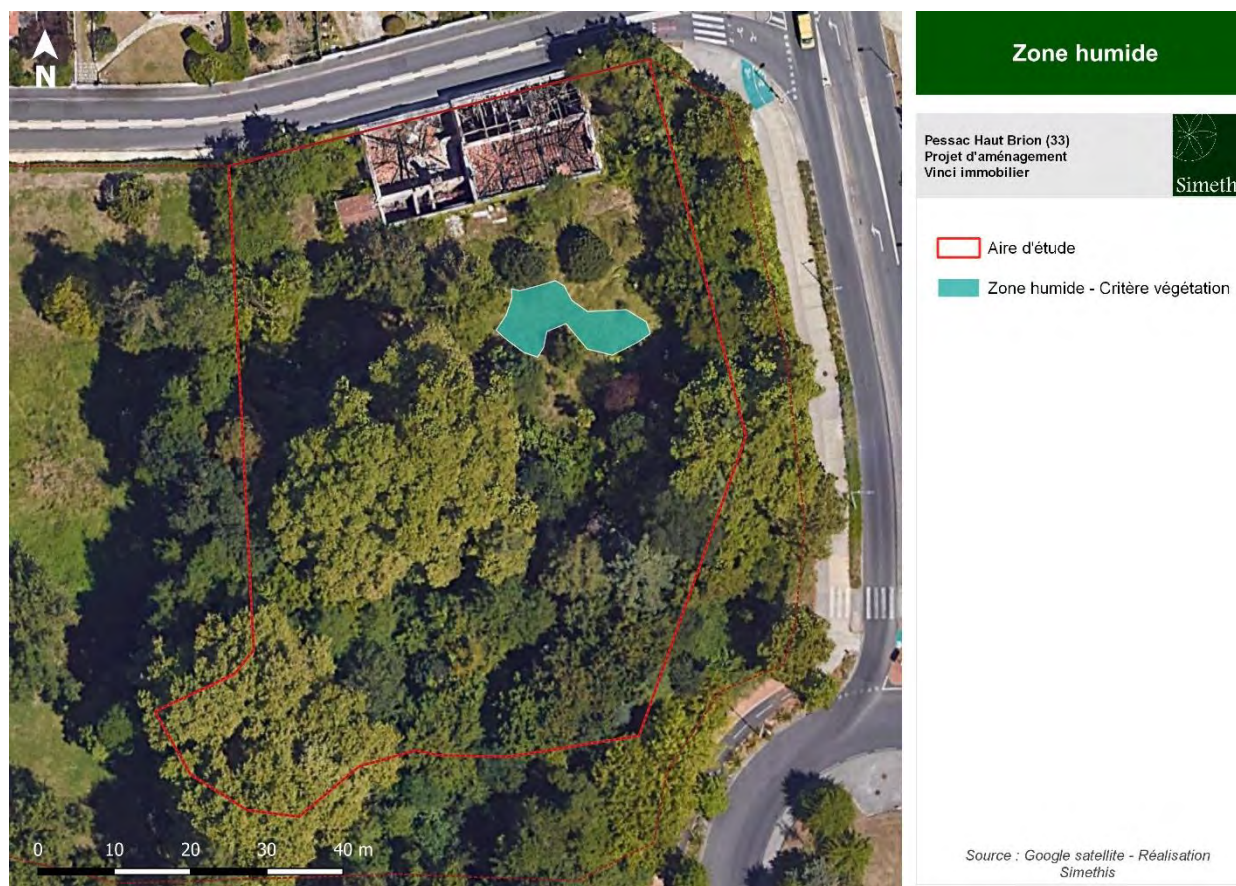 N
0 10 20 30 40 m
Zone humide
Pessac Haut Brion (33)
Projet d'aménagement
Vinci immobilier
Simeth
Aire d'étude
Zone humide - Critère végétation
Source : Google satellite - Réalisation
Simethis